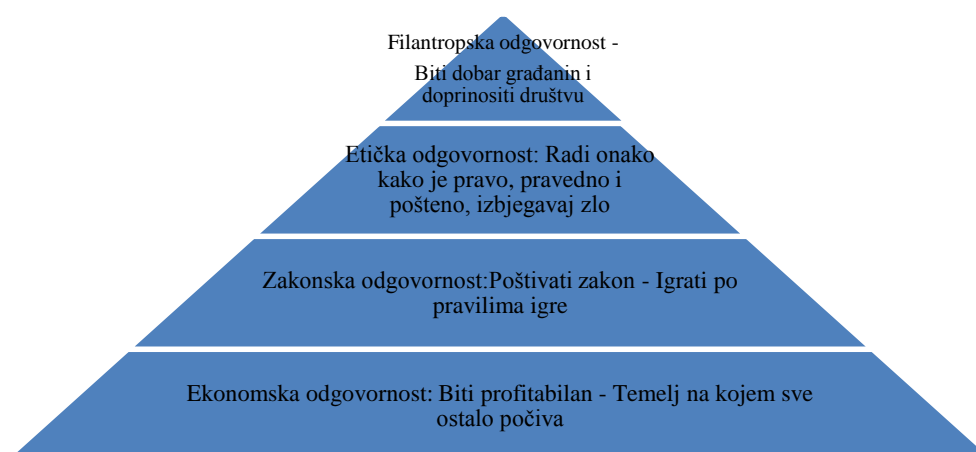 Filantropska odgovornost -
Biti dobar građanin i
doprinositi društvu
Etička odgovornost: Radi onako
kako je pravo, pravedno i
pošteno, izbjegavaj zlo
Zakonska odgovornost:Poštivati zakon - Igrati po
pravilima igre
Ekonomska odgovornost: Biti profitabilan - Temelj na kojem sve
ostalo počiva